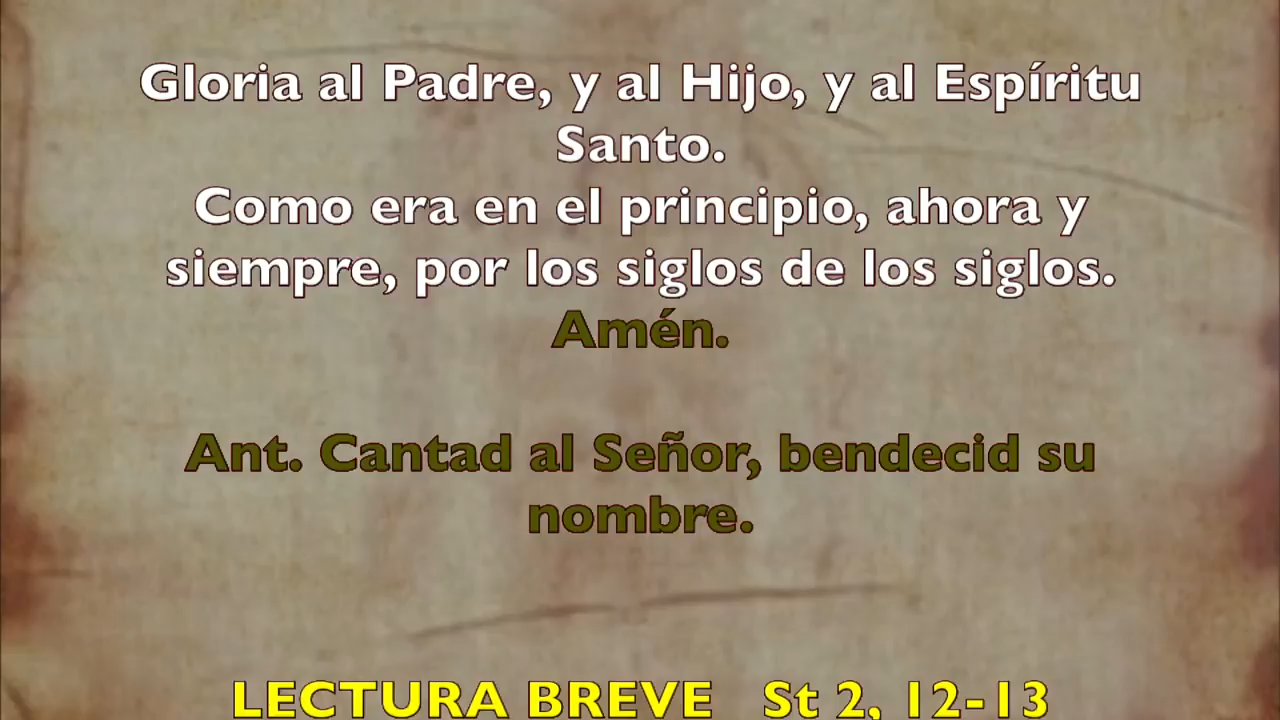 Gloria al Padre, y al Hijo, y al Espíritu
Santo.
Como era en el principio, ahora y
siempre, por los siglos de los siglos.
Amén.
Ant. Cantad al Señor, bendecid su
nombre.
LECTURA BREVE St 2, 12-13